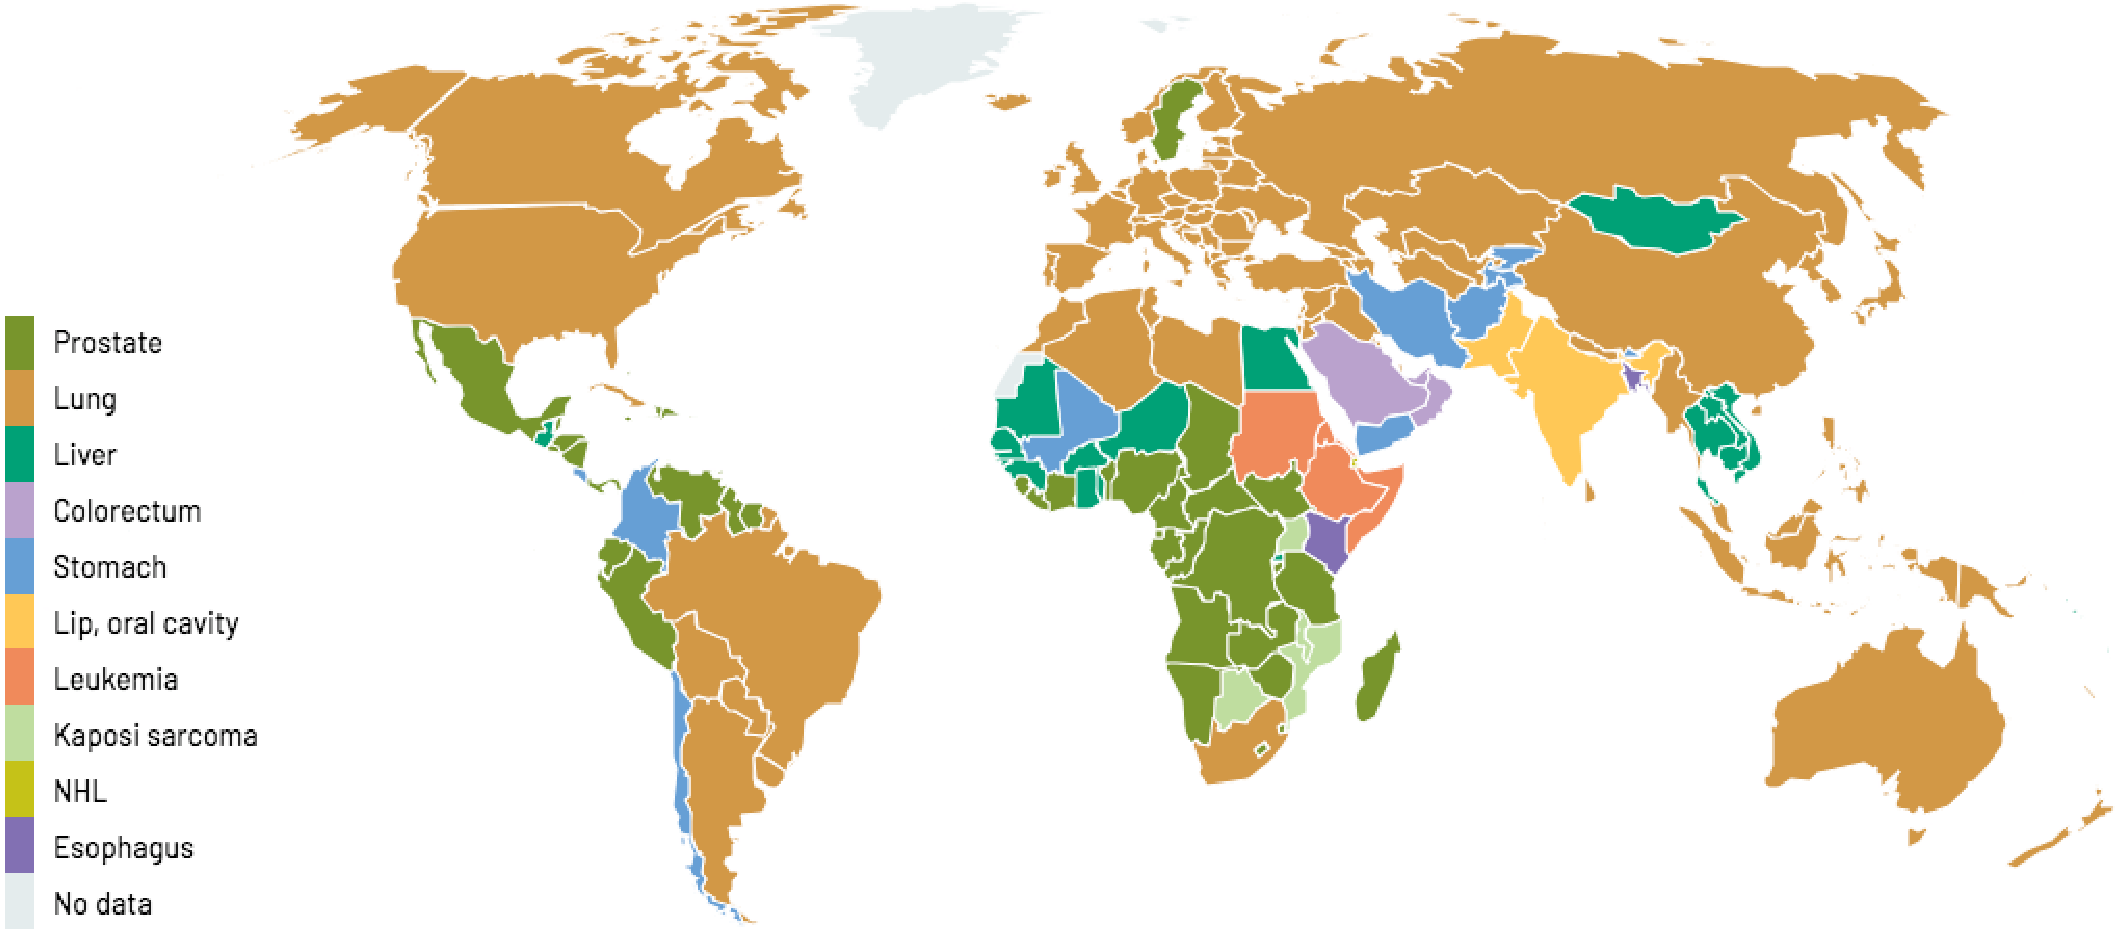 Prostate
Lung
Liver
Colorectum
Stomach
Lip, oral cavity
Leukemia
Kaposi sarcoma
NHL
Esophagus
No data